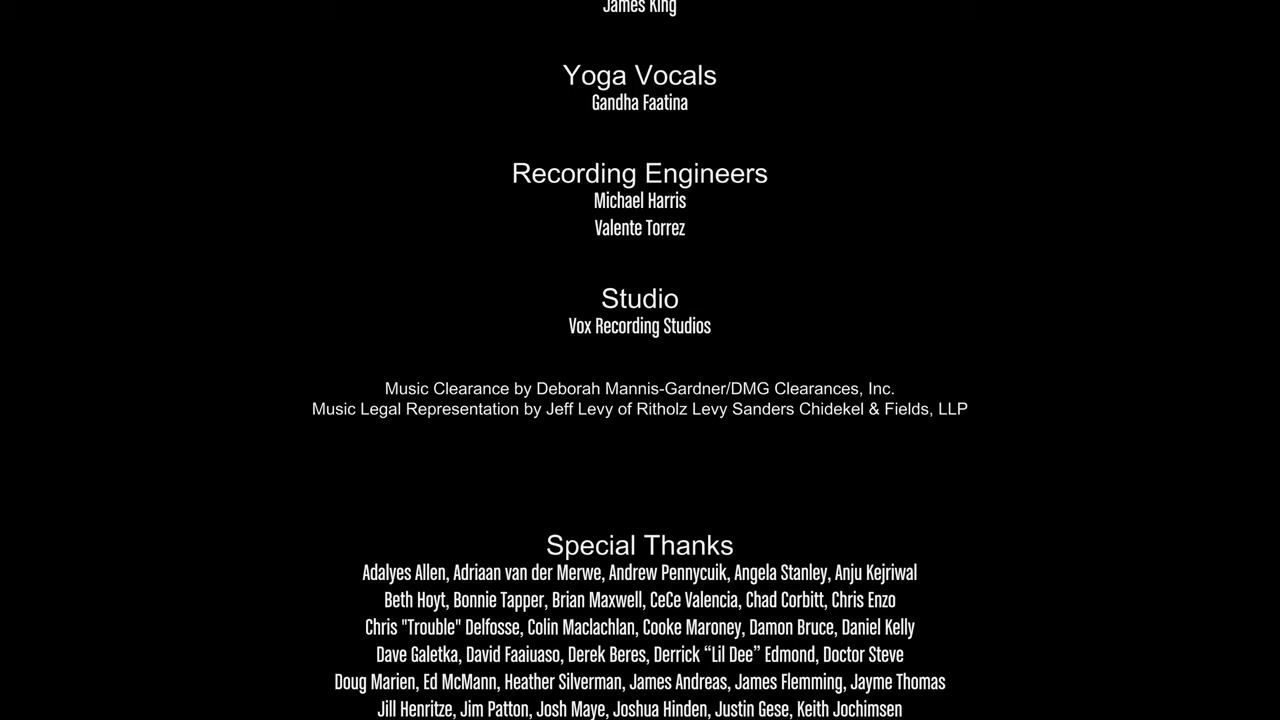 James King
Yoga Vocals
Gandha Faatina
Recording Engineers
Michael Harris
Valente Torrez
Studio
Vox Recording Studios
Music Clearance by Deborah Mannis-Gardner/DMG Clearances, Inc.
Music Legal Representation by Jeff Levy of Ritholz Levy Sanders Chidekel & Fields, LLP
Special Thanks
Adalyes Allen, Adriaan van der Merwe, Andrew Pennycuik, Angela Stanley, Anju Kejriwal
Beth Hoyt, Bonnie Tapper, Brian Maxwell, CeCe Valencia, Chad Corbitt, Chris Enzo
Chris "Trouble" Delfosse, Colin Maclachlan, Cooke Maroney, Damon Bruce, Daniel Kelly
Dave Galetka, David Faaiuaso, Derek Beres, Derrick “Lil Dee” Edmond, Doctor Steve
Doug Marien, Ed McMann, Heather Silverman, James Andreas, James Flemming, Jayme Thomas
Jill Henritze, Jim Patton, Josh Maye, Joshua Hinden, Justin Gese, Keith Jochimsen